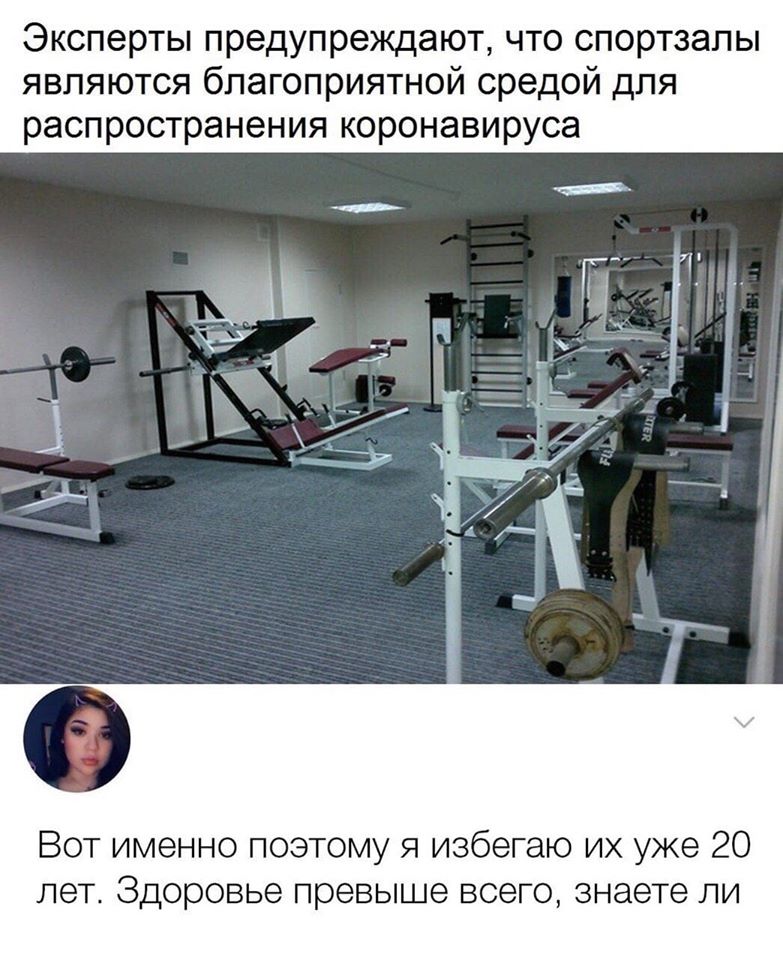 Эксперты предупреждают, что спортзалы
являются благоприятной средой для
распространения коронавируса
Вот именно поэтому я избегаю их уже 20
лет. Здоровье превыше всего, знаете ли